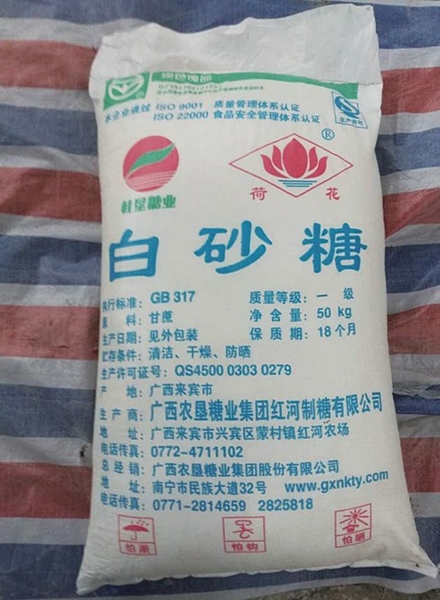 绿色食品
本企业通过 ISO 9001 质量管理体系认证
ISO 22000 食品安全管理体系认证
生产许可
桂垦糖业
®
荷花
白砂糖
执行标准：GB 317 质量等级：一 级
原 料：甘蔗 净 含 量：50 kg
生产日期：见外包装 保 质 期：18个月
贮存条件：清洁、干燥、防晒
生产许可证号：QS4500 0303 0279
产 地：广西来宾市
生 产 商：广西农垦糖业集团红河制糖有限公司
地 址：广西来宾市兴宾区蒙村镇红河农场
电话传真：0772-4711102
总 经 销：广西农垦糖业集团股份有限公司
地 址：南宁市民族大道32号 www.gxnkty.com
电话传真：0771-2814659 2825818
怕潮 怕钩 怕晒